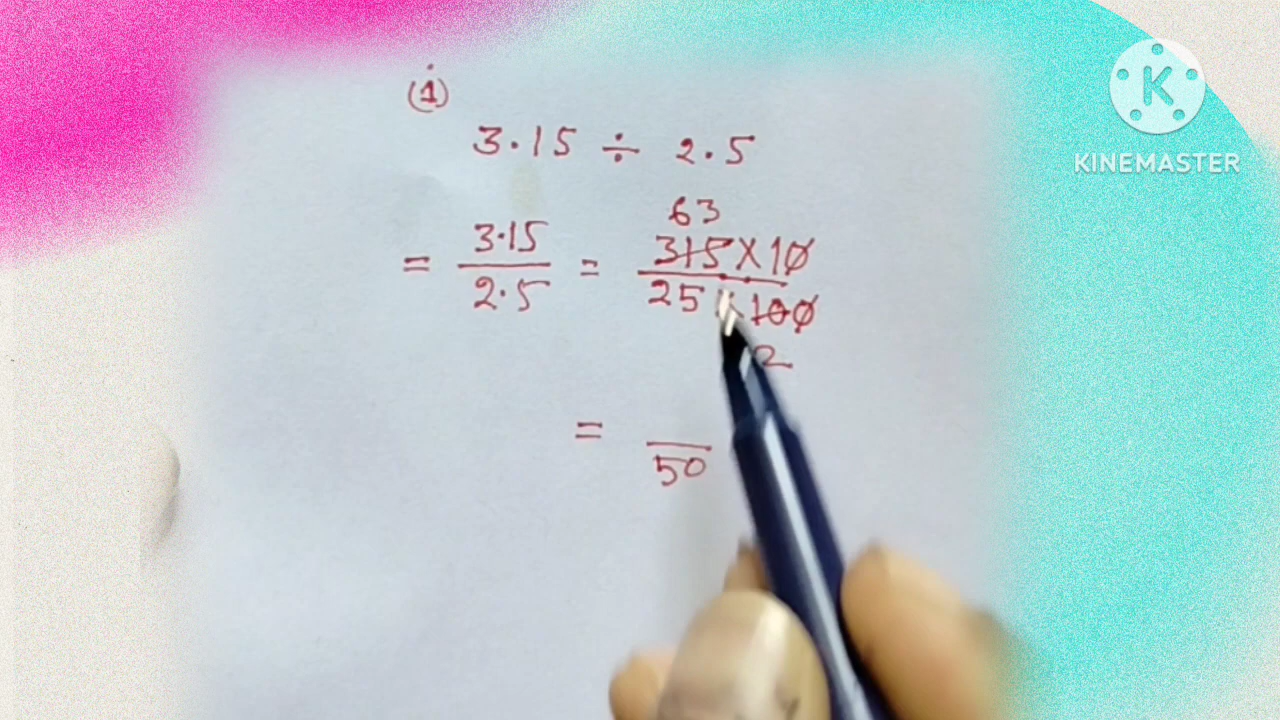 (1)
3.15 ÷ 2.5
= 3.15/2.5 = 63
315 × 10/25 × 100
2
= /50
KINEMASTER